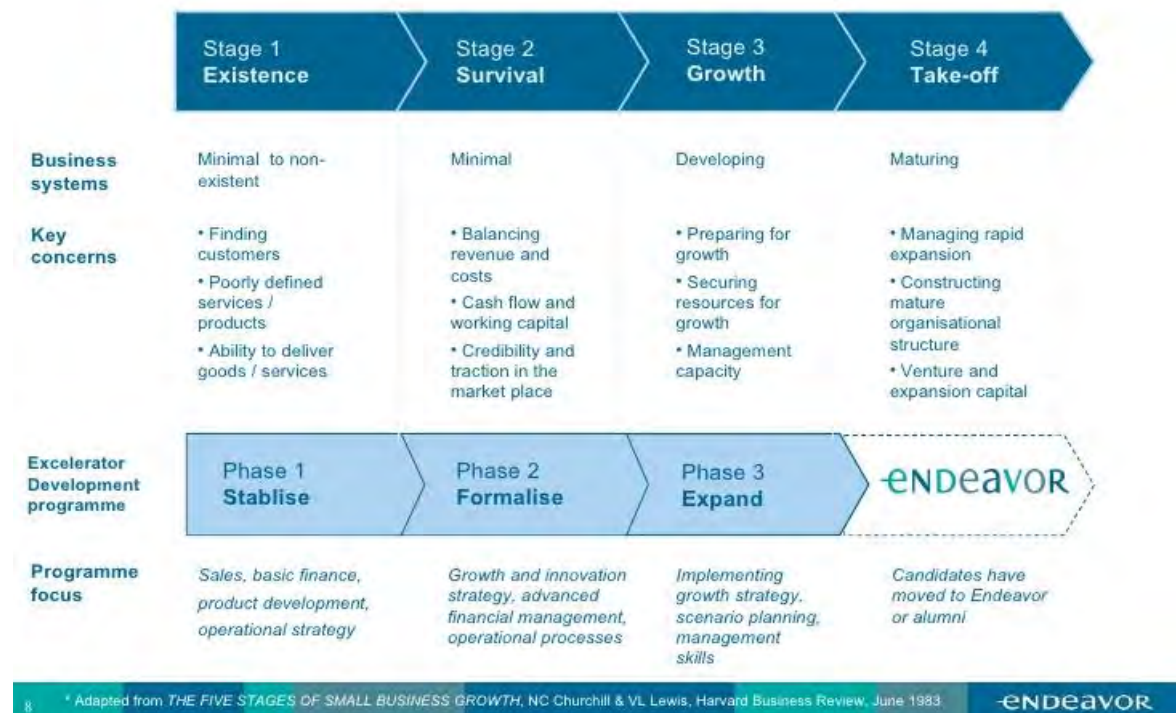 Stage 1
Existence
Stage 2
Survival
Stage 3
Growth
Stage 4
Take-off
Business
systems
Minimal to non-
existent
Minimal
Developing
Maturing
Key
concerns
• Finding
customers
• Poorly defined
services /
products
• Ability to deliver
goods / services
• Balancing
revenue and
costs
• Cash flow and
working capital
• Credibility and
traction in the
market place
• Preparing for
growth
• Securing
resources for
growth
• Management
capacity
• Managing rapid
expansion
• Constructing
mature
organisational
structure
• Venture and
expansion capital
Excelerator
Development
programme
Phase 1
Stablise
Phase 2
Formalise
Phase 3
Expand
eNDeaVOR
Programme
focus
Sales, basic finance,
product development,
operational strategy
Growth and innovation
strategy, advanced
financial management,
operational processes
Implementing
growth strategy,
scenario planning,
management
skills
Candidates have
moved to Endeavor
or alumni
8
* Adapted from THE FIVE STAGES OF SMALL BUSINESS GROWTH, NC Churchill & VL Lewis, Harvard Business Review, June 1983
eNDeaVOR